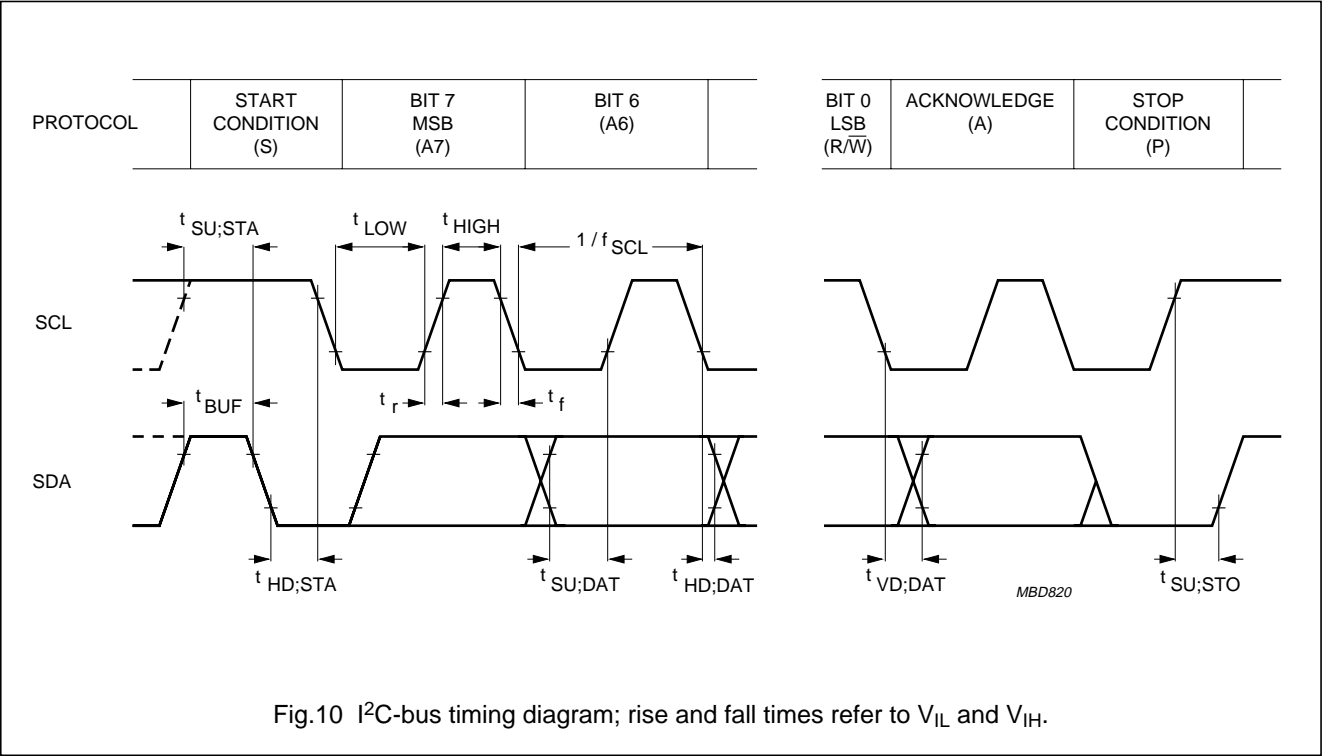 PROTOCOL
START
CONDITION
(S)
BIT 7
MSB
(A7)
BIT 6
(A6)
BIT 0
LSB
(R/W̅)
ACKNOWLEDGE
(A)
STOP
CONDITION
(P)
t SU;STA
t LOW
t HIGH
1 / f SCL
SCL
t BUF
t r
t f
SDA
t HD;STA
t SU;DAT
t HD;DAT
t VD;DAT
MBD820
t SU;STO
Fig.10 I²C-bus timing diagram; rise and fall times refer to VIL and VIH.